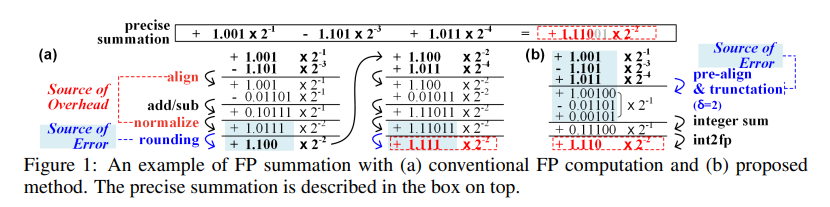 precise summation + 1.001 x 2⁻¹ - 1.101 x 2⁻³ + 1.011 x 2⁻⁴ = + 1.11001 x 2⁻²
(a) + 1.001 x 2⁻¹
- 1.101 x 2⁻³
Source of Overhead
align
+ 1.001 x 2⁻¹
- 0.01101 x 2⁻¹
add/sub
+ 0.10111 x 2⁻¹
normalize
+ 1.0111 x 2⁻²
Source of Error
rounding
+ 1.100 x 2⁻²
+ 1.100 x 2⁻²
+ 1.011 x 2⁻⁴
+ 1.100 x 2⁻²
+ 0.01011 x 2⁻²
+ 1.11011 x 2⁻²
+ 1.11011 x 2⁻²
+ 1.111 x 2⁻²
(b) + 1.001 x 2⁻¹
- 1.101 x 2⁻³
+ 1.011 x 2⁻⁴
Source of Error
pre-align & trunctation (δ=2)
+ 1.00100
- 0.01101
+ 0.00101
x 2⁻¹
integer sum
+ 0.11100 x 2⁻¹
int2fp
+ 1.110 x 2⁻²
Figure 1: An example of FP summation with (a) conventional FP computation and (b) proposed
method. The precise summation is described in the box on top.